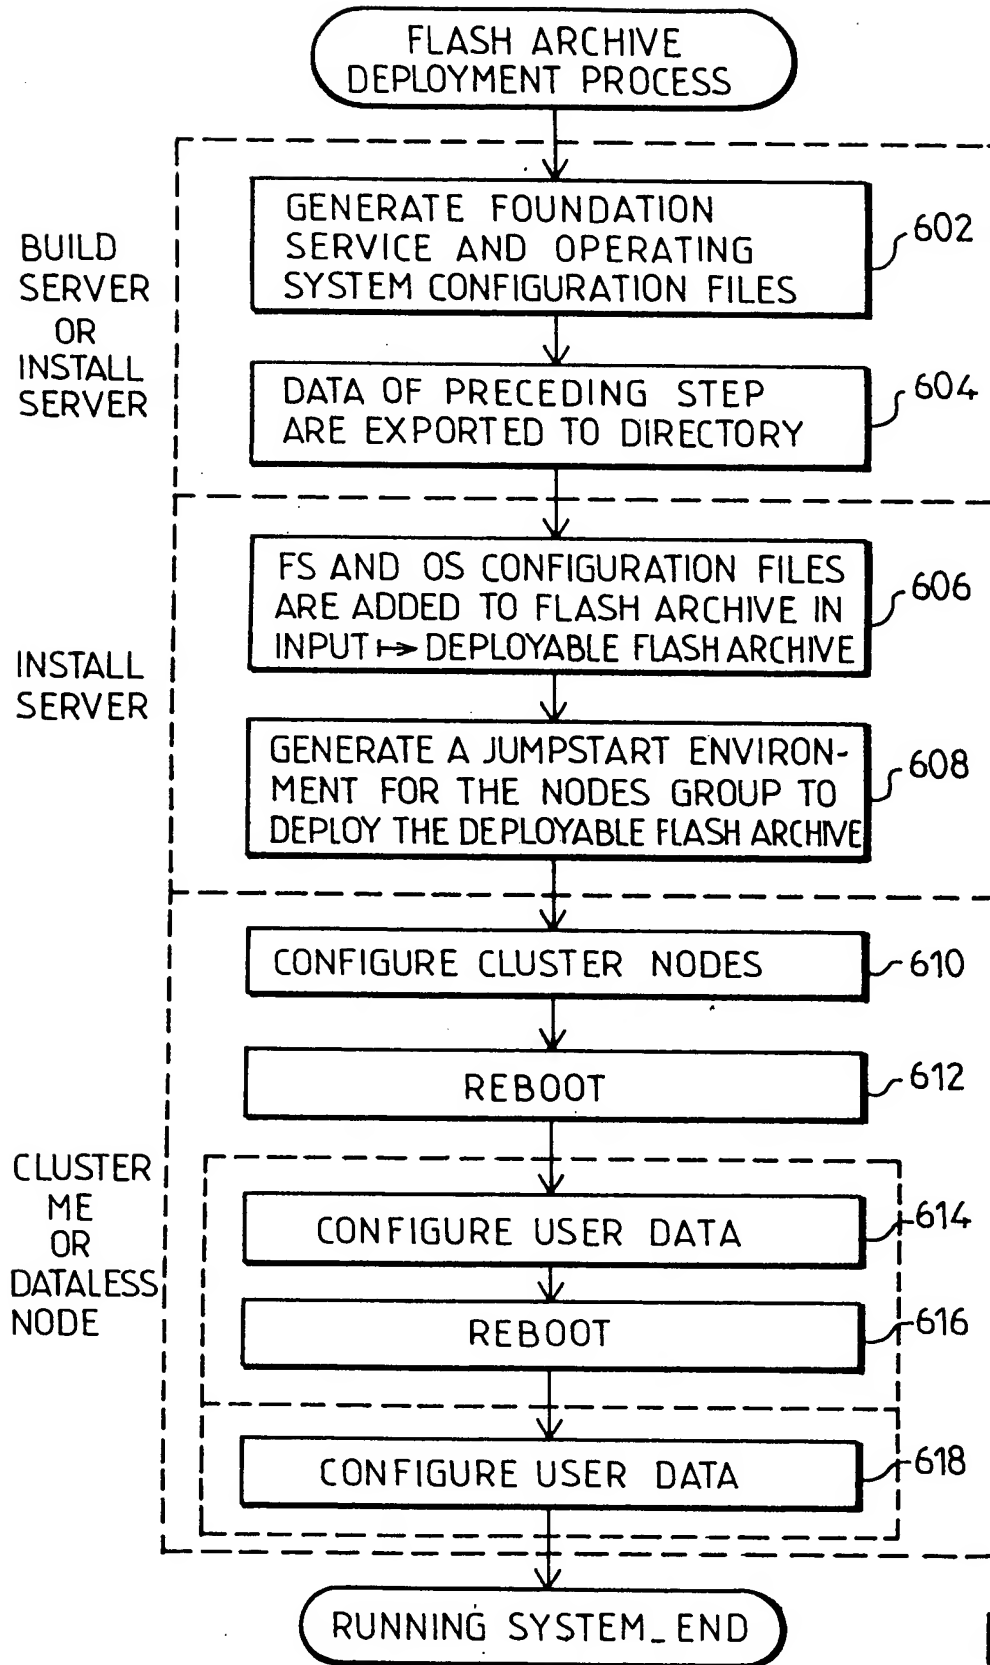 FLASH ARCHIVE
DEPLOYMENT PROCESS
BUILD
SERVER
OR
INSTALL
SERVER
GENERATE FOUNDATION
SERVICE AND OPERATING
SYSTEM CONFIGURATION FILES
602
DATA OF PRECEDING STEP
ARE EXPORTED TO DIRECTORY
604
INSTALL
SERVER
FS AND OS CONFIGURATION FILES
ARE ADDED TO FLASH ARCHIVE IN
INPUT ↦ DEPLOYABLE FLASH ARCHIVE
606
GENERATE A JUMPSTART ENVIRON-
MENT FOR THE NODES GROUP TO
DEPLOY THE DEPLOYABLE FLASH ARCHIVE
608
CLUSTER
ME
OR
DATALESS
NODE
CONFIGURE CLUSTER NODES
610
REBOOT
612
CONFIGURE USER DATA
614
REBOOT
616
CONFIGURE USER DATA
618
RUNNING SYSTEM_END